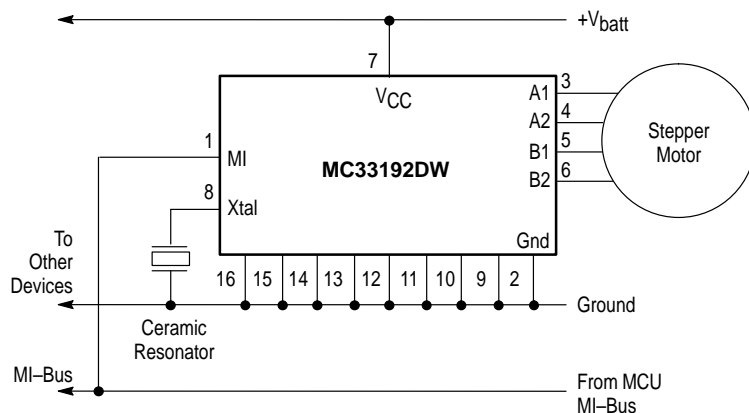 +Vbatt
7
VCC
3
A1
4
A2
5
B1
6
B2
Stepper
Motor
1
MI
MC33192DW
8
Xtal
Gnd
To
Other
Devices
16 15 14 13 12 11 10 9 2
Ground
Ceramic
Resonator
MI–Bus
From MCU
MI–Bus